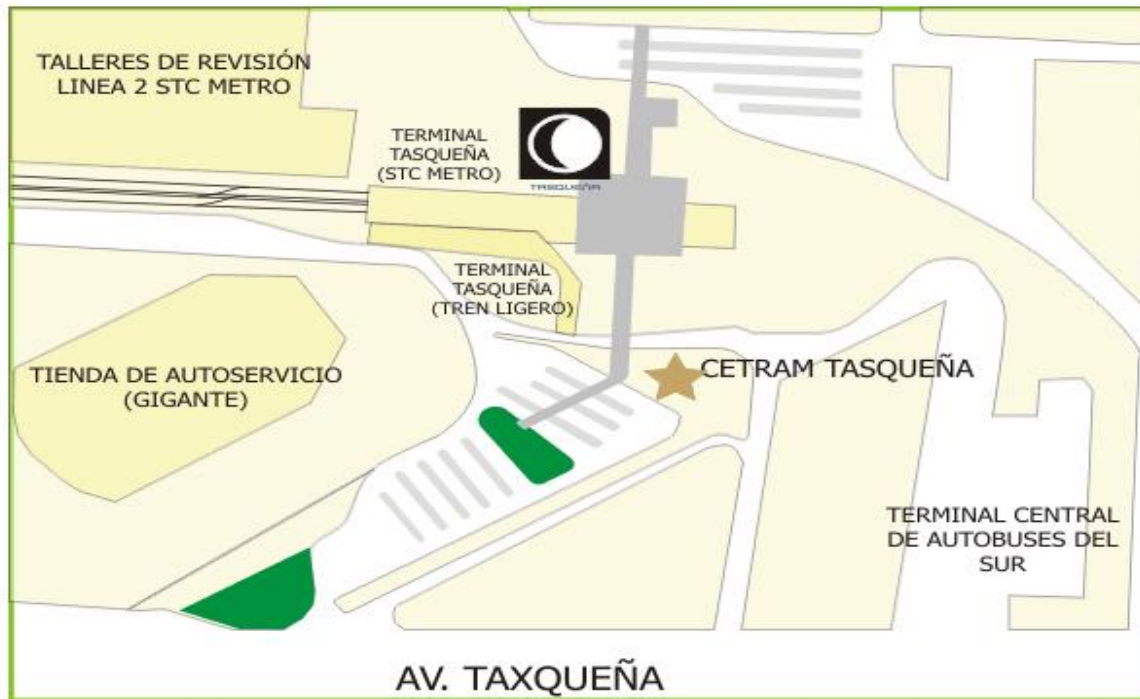 TALLERES DE REVISIÓN
LINEA 2 STC METRO
TERMINAL
TASQUEÑA
(STC METRO)
TASQUEÑA
TERMINAL
TASQUEÑA
(TREN LIGERO)
TIENDA DE AUTOSERVICIO
(GIGANTE)
CETRAM TASQUEÑA
TERMINAL CENTRAL
DE AUTOBUSES DEL
SUR
AV. TAXQUEÑA